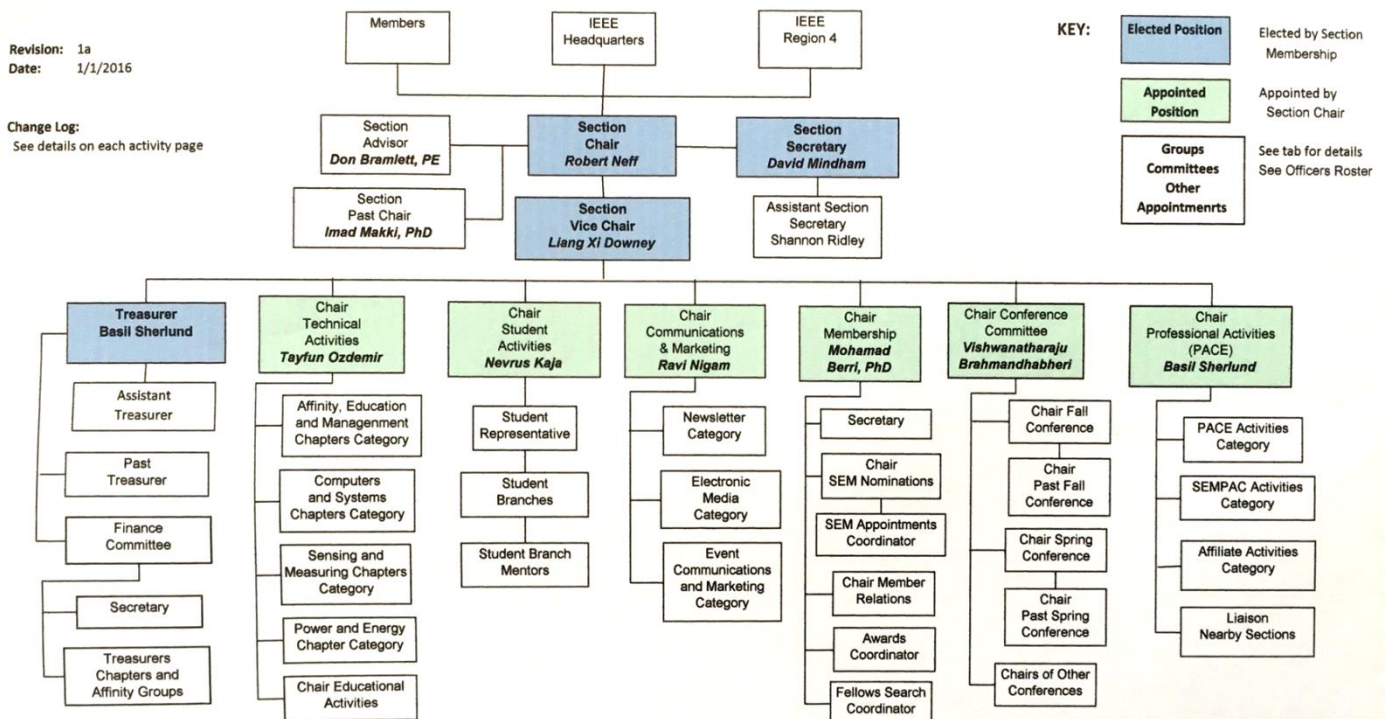 Revision: 1a
Date: 1/1/2016
Change Log:
See details on each activity page
Members
IEEE
Headquarters
IEEE
Region 4
KEY:
Elected Position
Elected by Section
Membership
Appointed
Position
Appointed by
Section Chair
Groups
Committees
Other
Appointmenrts
See tab for details
See Officers Roster
Section
Advisor
Don Bramlett, PE
Section
Chair
Robert Neff
Section
Secretary
David Mindham
Section
Past Chair
Imad Makki, PhD
Section
Vice Chair
Liang Xi Downey
Assistant Section
Secretary
Shannon Ridley
Treasurer
Basil Sherlund
Assistant
Treasurer
Past
Treasurer
Finance
Committee
Secretary
Treasurers
Chapters and
Affinity Groups
Chair
Technical
Activities
Tayfun Ozdemir
Affinity, Education
and Managenment
Chapters Category
Computers
and Systems
Chapters Category
Sensing and
Measuring Chapters
Category
Power and Energy
Chapter Category
Chair Educational
Activities
Chair
Student
Activities
Nevrus Kaja
Student
Representative
Student
Branches
Student Branch
Mentors
Chair
Communications
& Marketing
Ravi Nigam
Newsletter
Category
Electronic
Media
Category
Event
Communications
and Marketing
Category
Chair
Membership
Mohamad
Berri, PhD
Secretary
Chair
SEM Nominations
SEM Appointments
Coordinator
Chair Member
Relations
Awards
Coordinator
Fellows Search
Coordinator
Chair Conference
Committee
Vishwanatharaju
Brahmandhabheri
Chair Fall
Conference
Chair
Past Fall
Conference
Chair Spring
Conference
Chair
Past Spring
Conference
Chairs of Other
Conferences
Chair
Professional Activities
(PACE)
Basil Sherlund
PACE Activities
Category
SEMPAC Activities
Category
Affiliate Activities
Category
Liaison
Nearby Sections